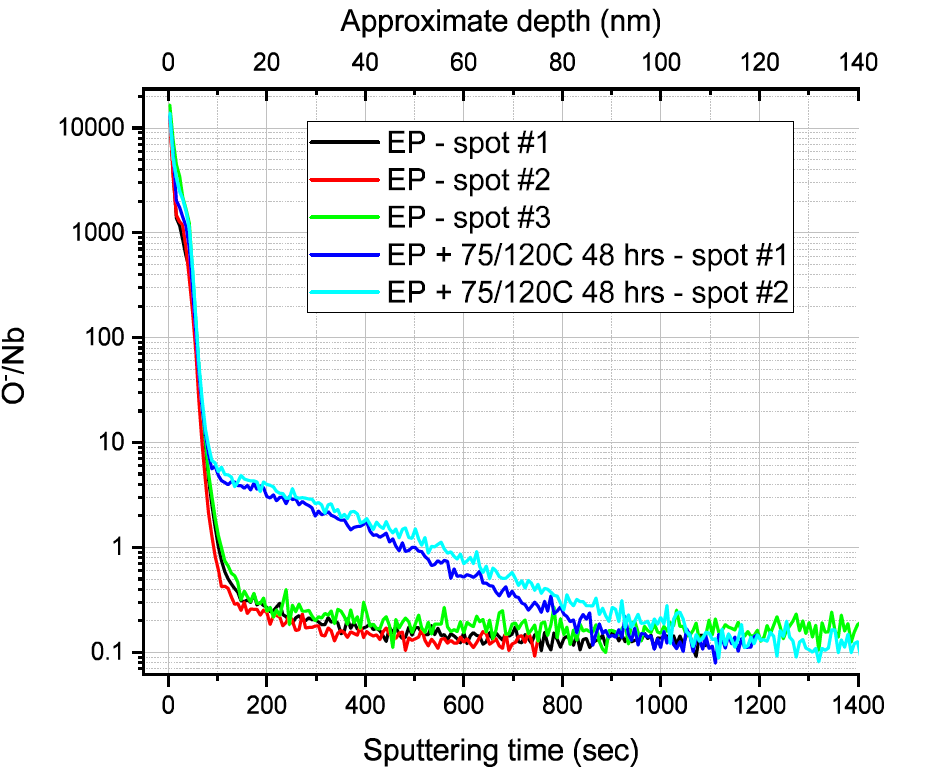 Approximate depth (nm)
0 20 40 60 80 100 120 140
10000
1000
100
10
1
0.1
O⁻/Nb
EP - spot #1
EP - spot #2
EP - spot #3
EP + 75/120C 48 hrs - spot #1
EP + 75/120C 48 hrs - spot #2
0 200 400 600 800 1000 1200 1400
Sputtering time (sec)